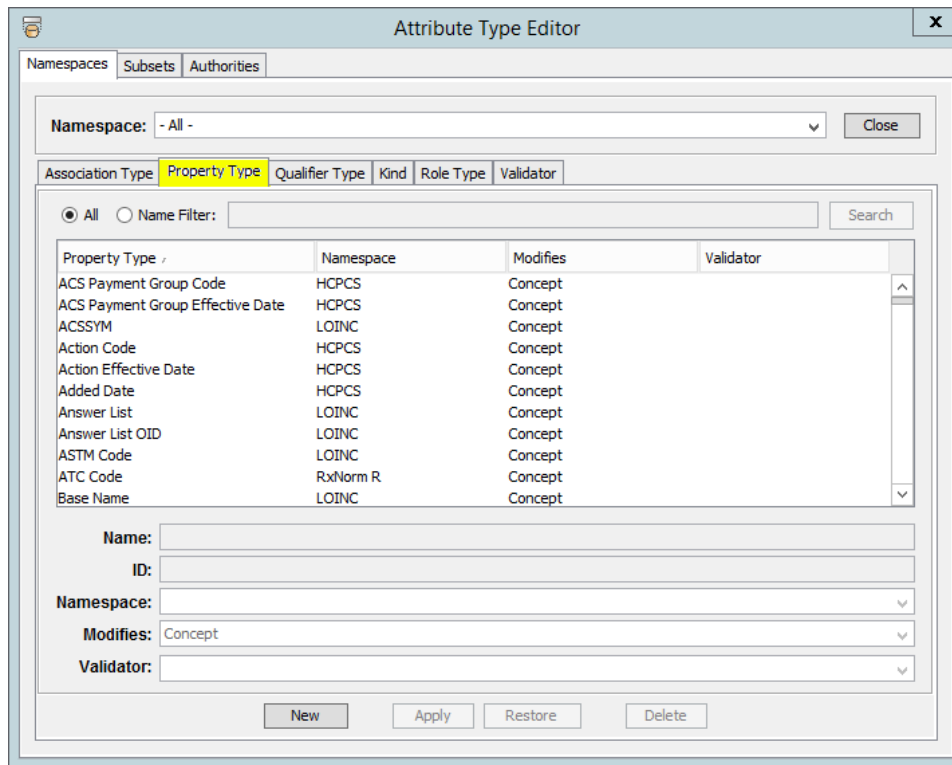 Attribute Type Editor x
Namespaces Subsets Authorities
Namespace: - All - Close
Association Type Property Type Qualifier Type Kind Role Type Validator
All Name Filter: Search
Property Type Namespace Modifies Validator
ACS Payment Group Code HCPCS Concept
ACS Payment Group Effective Date HCPCS Concept
ACSSYM LOINC Concept
Action Code HCPCS Concept
Action Effective Date HCPCS Concept
Added Date HCPCS Concept
Answer List LOINC Concept
Answer List OID LOINC Concept
ASTM Code LOINC Concept
ATC Code RxNorm R Concept
Base Name LOINC Concept
Name:
ID:
Namespace:
Modifies: Concept
Validator:
New Apply Restore Delete